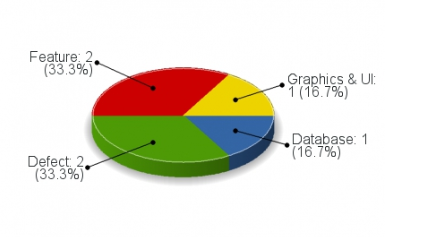 Feature: 2
(33.3%)
Graphics & UI:
1 (16.7%)
Database: 1
(16.7%)
Defect: 2
(33.3%)